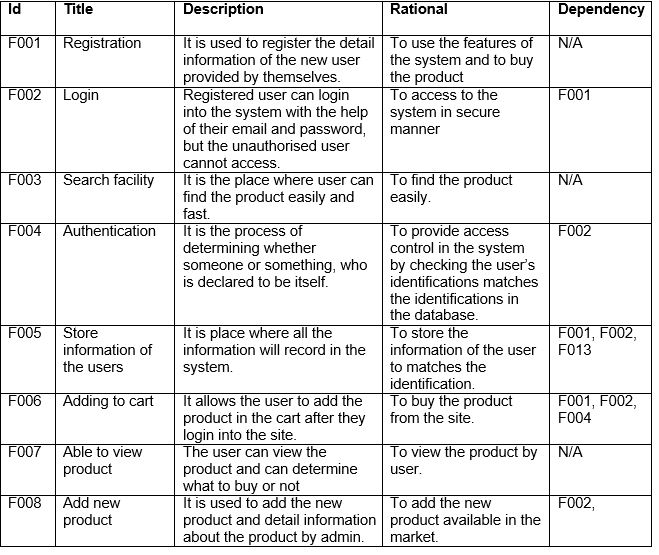 Id Title Description Rational Dependency
F001 Registration It is used to register the detail To use the features of N/A
information of the new user the system and to buy
provided by themselves. the product
F002 Login Registered user can login To access to the F001
into the system with the help system in secure
of their email and password, manner
but the unauthorised user
cannot access.
F003 Search facility It is the place where user can To find the product N/A
find the product easily and easily.
fast.
F004 Authentication It is the process of To provide access F002
determining whether control in the system
someone or something, who by checking the user’s
is declared to be itself. identifications matches
the identifications in
the database.
F005 Store It is place where all the To store the F001, F002,
information of information will record in the information of the user F013
the users system. to matches the
identification.
F006 Adding to cart It allows the user to add the To buy the product F001, F002,
product in the cart after they from the site. F004
login into the site.
F007 Able to view The user can view the To view the product by N/A
product product and can determine user.
what to buy or not
F008 Add new It is used to add the new To add the new F002,
product product and detail information product available in the
about the product by admin. market.